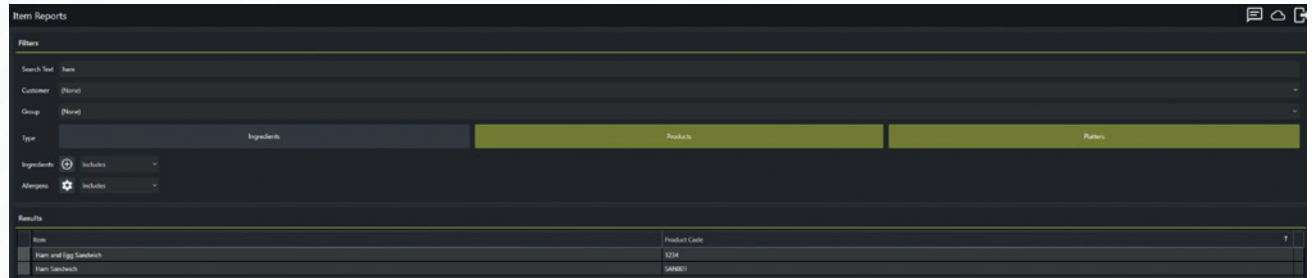 Item Reports
Filters
Search Text ham
Customer (None)
Group (None)
Type Ingredients Products Platters
Ingredients Includes
Allergens Includes
Results
Item Product Code
Ham and Egg Sandwich 1234
Ham Sandwich SAN001